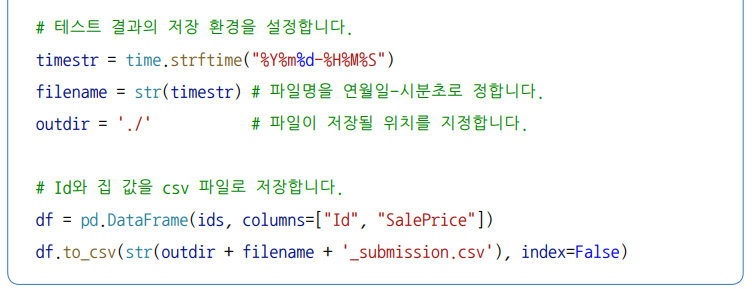 # 테스트 결과의 저장 환경을 설정합니다.
timestr = time.strftime("%Y%m%d-%H%M%S")
filename = str(timestr) # 파일명을 연월일-시분초로 정합니다.
outdir = './' # 파일이 저장될 위치를 지정합니다.
# Id와 집 값을 csv 파일로 저장합니다.
df = pd.DataFrame(ids, columns=["Id", "SalePrice"])
df.to_csv(str(outdir + filename + '_submission.csv'), index=False)